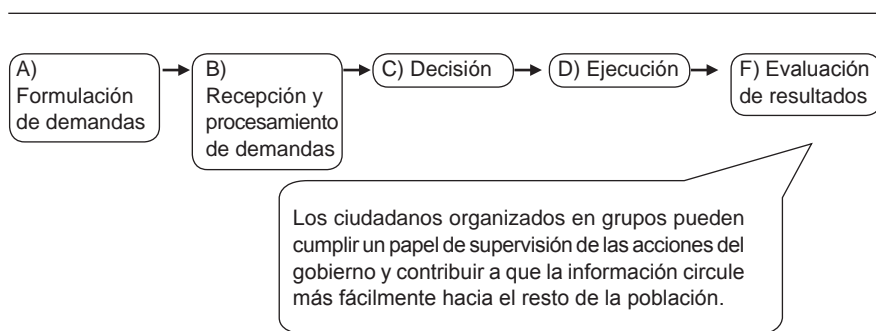 A)
Formulación
de demandas
B)
Recepción y
procesamiento
de demandas
C) Decisión
D) Ejecución
F) Evaluación
de resultados
Los ciudadanos organizados en grupos pueden
cumplir un papel de supervisión de las acciones del
gobierno y contribuir a que la información circule
más fácilmente hacia el resto de la población.